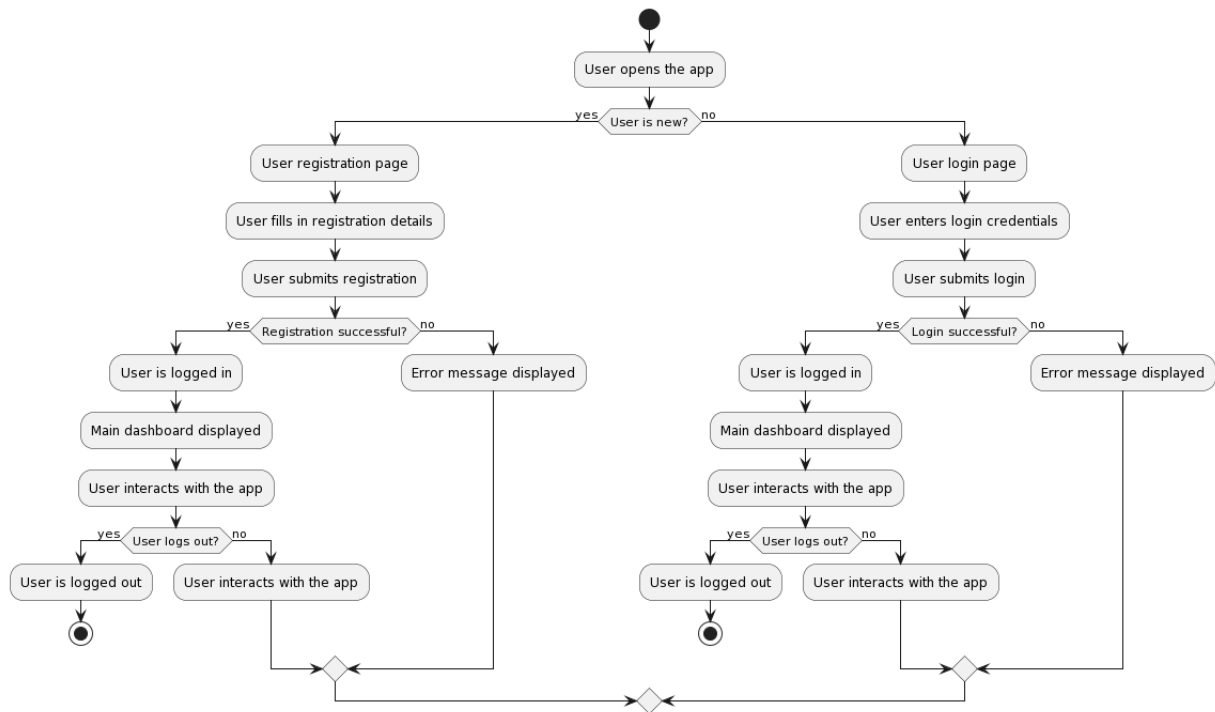 User opens the app
yes
User is new?
no
User registration page
User login page
User fills in registration details
User enters login credentials
User submits registration
User submits login
yes
Registration successful?
no
yes
Login successful?
no
User is logged in
Error message displayed
User is logged in
Error message displayed
Main dashboard displayed
Main dashboard displayed
User interacts with the app
User interacts with the app
yes
User logs out?
no
yes
User logs out?
no
User is logged out
User interacts with the app
User is logged out
User interacts with the app